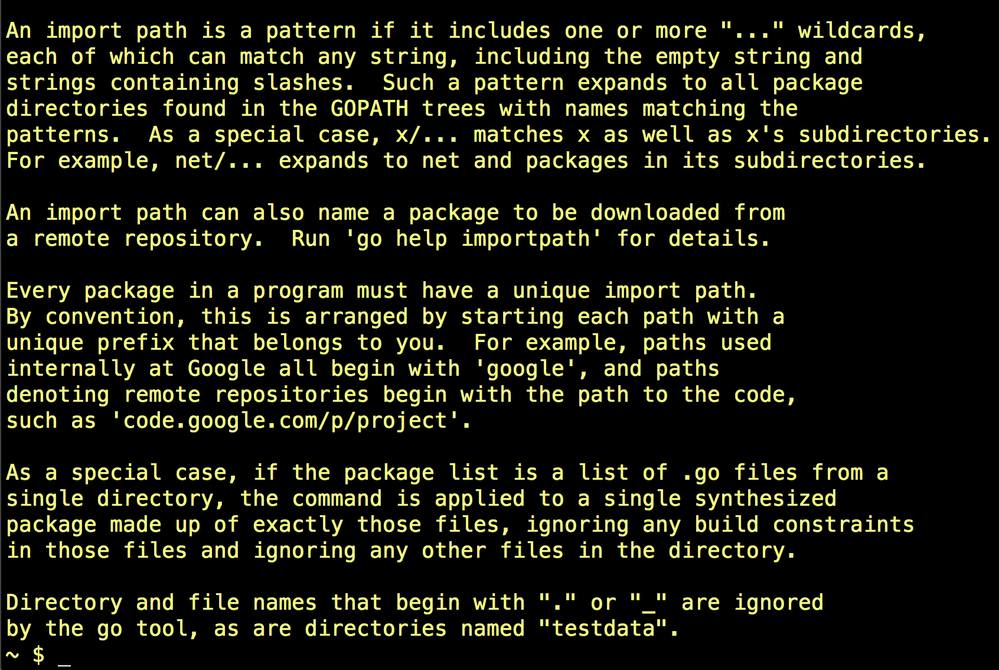 An import path is a pattern if it includes one or more "..." wildcards,
each of which can match any string, including the empty string and
strings containing slashes.  Such a pattern expands to all package
directories found in the GOPATH trees with names matching the
patterns.  As a special case, x/... matches x as well as x's subdirectories.
For example, net/... expands to net and packages in its subdirectories.

An import path can also name a package to be downloaded from
a remote repository.  Run 'go help importpath' for details.

Every package in a program must have a unique import path.
By convention, this is arranged by starting each path with a
unique prefix that belongs to you.  For example, paths used
internally at Google all begin with 'google', and paths
denoting remote repositories begin with the path to the code,
such as 'code.google.com/p/project'.

As a special case, if the package list is a list of .go files from a
single directory, the command is applied to a single synthesized
package made up of exactly those files, ignoring any build constraints
in those files and ignoring any other files in the directory.

Directory and file names that begin with "." or "_" are ignored
by the go tool, as are directories named "testdata".
~ $ _